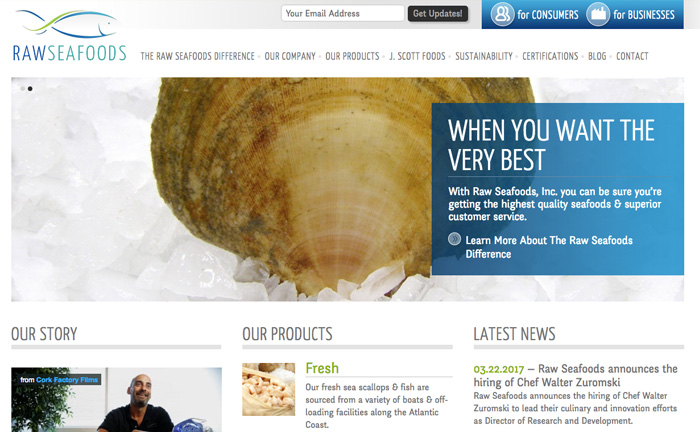 Your Email Address
Get Updates!
for CONSUMERS
for BUSINESSES
RAWSEAFOODS
THE RAW SEAFOODS DIFFERENCE
OUR COMPANY
OUR PRODUCTS
J. SCOTT FOODS
SUSTAINABILITY
CERTIFICATIONS
BLOG
CONTACT
WHEN YOU WANT THE
VERY BEST
With Raw Seafoods, Inc. you can be sure you're
getting the highest quality seafoods & superior
customer service.
Learn More About The Raw Seafoods
Difference
OUR STORY
from Cork Factory Films
OUR PRODUCTS
Fresh
Our fresh sea scallops & fish are
sourced from a variety of boats & off-
loading facilities along the Atlantic
Coast.
LATEST NEWS
03.22.2017 – Raw Seafoods announces the
hiring of Chef Walter Zuromski
Raw Seafoods announces the hiring of Chef Walter
Zuromski to lead their culinary and innovation efforts
as Director of Research and Development.